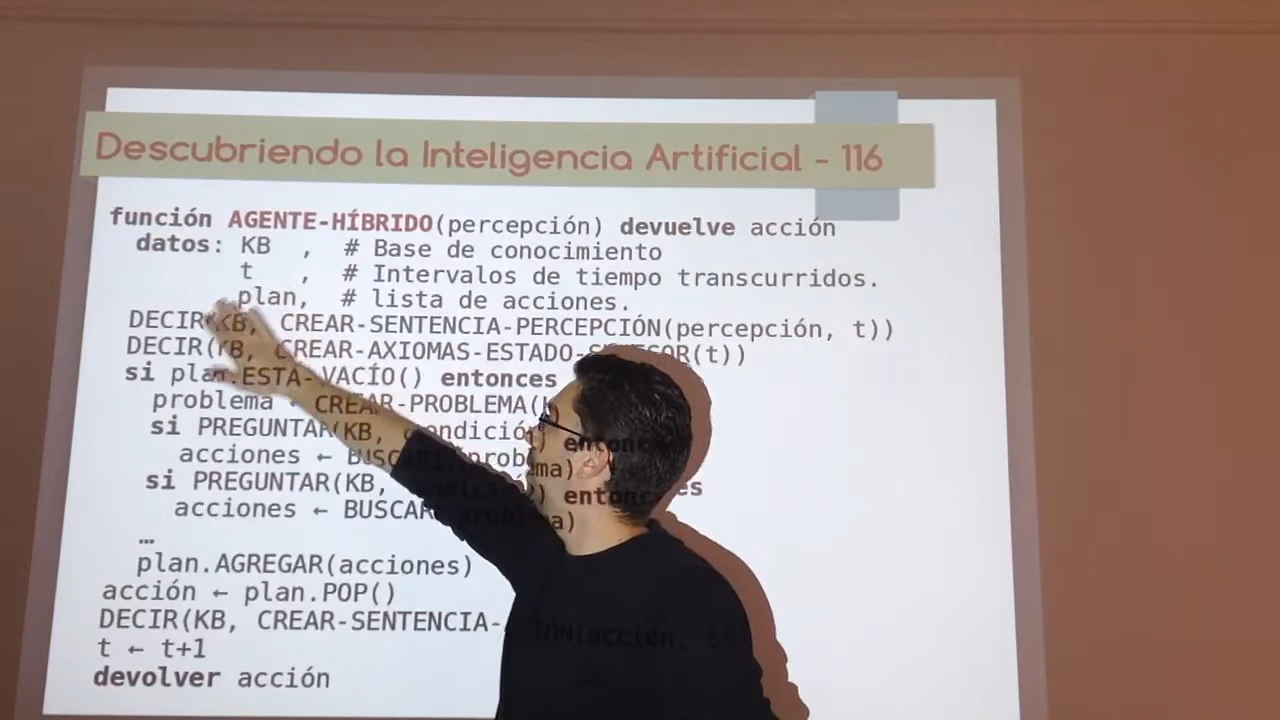 Descubriendo la Inteligencia Artificial - 116
función AGENTE-HÍBRIDO(percepción) devuelve acción
datos: KB , # Base de conocimiento
t , # Intervalos de tiempo transcurridos.
plan, # lista de acciones.
DECIR(KB, CREAR-SENTENCIA-PERCEPCIÓN(percepción, t))
DECIR(KB, CREAR-AXIOMAS-ESTADO-SUCESOR(t))
si plan.ESTÁ-VACÍO() entonces
problema ← CREAR-PROBLEMA(
si PREGUNTAR(KB, entonces
acciones ←
si PREGUNTAR(KB, entonces
acciones ← BUSCAR
…
plan.AGREGAR(acciones)
acción ← plan.POP()
DECIR(KB, CREAR-SENTENCIA-ACCIÓN(acción,
t ← t+1
devolver acción